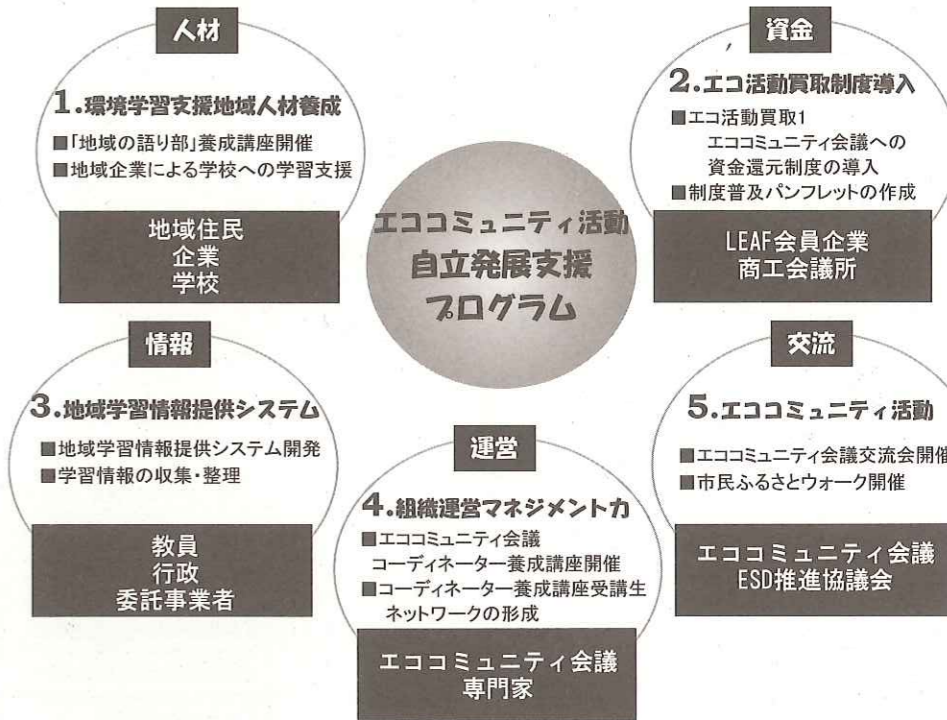 人材
1.環境学習支援地域人材養成
■「地域の語り部」養成講座開催
■地域企業による学校への学習支援
地域住民
企業
学校
資金
2.エコ活動買取制度導入
■エコ活動買取1
エココミュニティ会議への
資金還元制度の導入
■制度普及パンフレットの作成
LEAF会員企業
商工会議所
エココミュニティ活動
自立発展支援
プログラム
情報
3.地域学習情報提供システム
■地域学習情報提供システム開発
■学習情報の収集・整理
教員
行政
委託事業者
運営
4.組織運営マネジメント力
■エココミュニティ会議
コーディネーター養成講座開催
■コーディネーター養成講座受講生
ネットワークの形成
エココミュニティ会議
専門家
交流
5.エココミュニティ活動
■エココミュニティ会議交流会開催
■市民ふるさとウォーク開催
エココミュニティ会議
ESD推進協議会